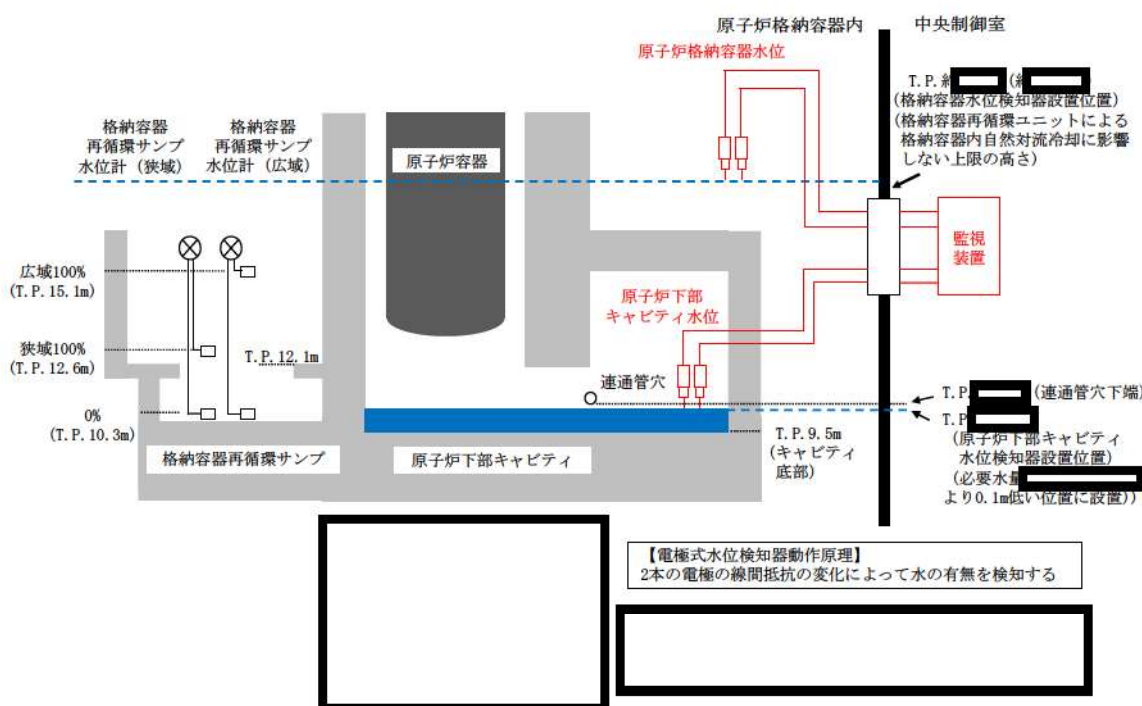 原子炉格納容器内
中央制御室
原子炉格納容器水位
T.P.約
(約
)
(格納容器水位検知器設置位置)
(格納容器再循環ユニットによる
格納容器内自然対流冷却に影響
しない上限の高さ)
格納容器
再循環サンプ
水位計（狭域）
格納容器
再循環サンプ
水位計（広域）
原子炉容器
監視
装置
広域100%
(T.P.15.1m)
原子炉下部
キャビティ水位
狭域100%
(T.P.12.6m)
T.P.12.1m
連通管穴
T.P.
(連通管穴下端)
0%
(T.P.10.3m)
T.P
(原子炉下部キャビティ
水位検知器設置位置)
(必要水量
より0.1m低い位置に設置))
T.P.9.5m
(キャビティ
底部)
格納容器再循環サンプ
原子炉下部キャビティ
【電極式水位検知器動作原理】
2本の電極の線間抵抗の変化によって水の有無を検知する